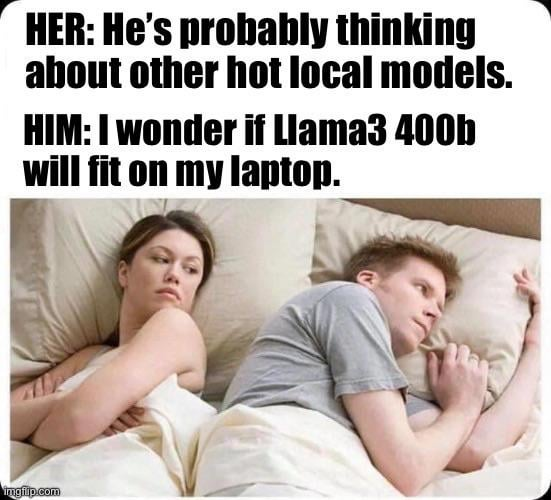 HER: He's probably thinking
about other hot local models.
HIM: I wonder if Llama3 400b
will fit on my laptop.
imgflip.com